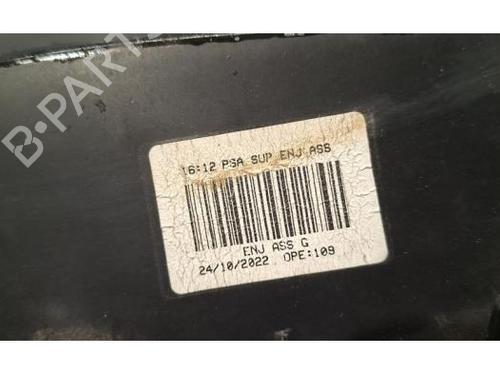 B-PARTS
16:12 PSA SUP ENJ ASS
ENJ ASS G
24/10/2022 OPE:109